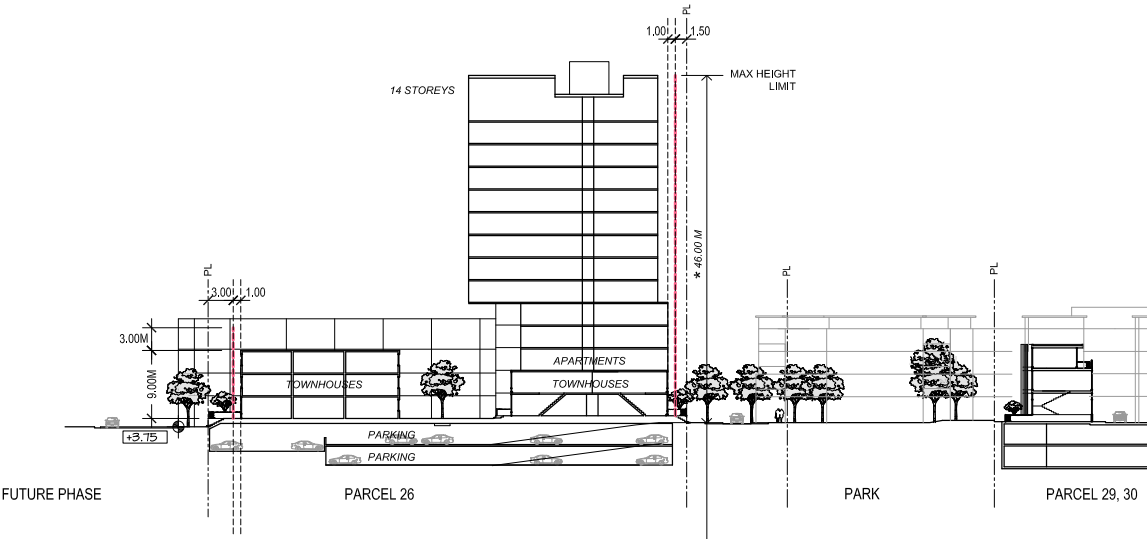 PL
1.00
1.50
MAX HEIGHT
LIMIT
14 STOREYS
* 46.00 M
PL
PL
PL
3.00
1.00
3.00M
9.00M
APARTMENTS
TOWNHOUSES
TOWNHOUSES
+3.75
PARKING
PARKING
FUTURE PHASE
PARCEL 26
PARK
PARCEL 29, 30